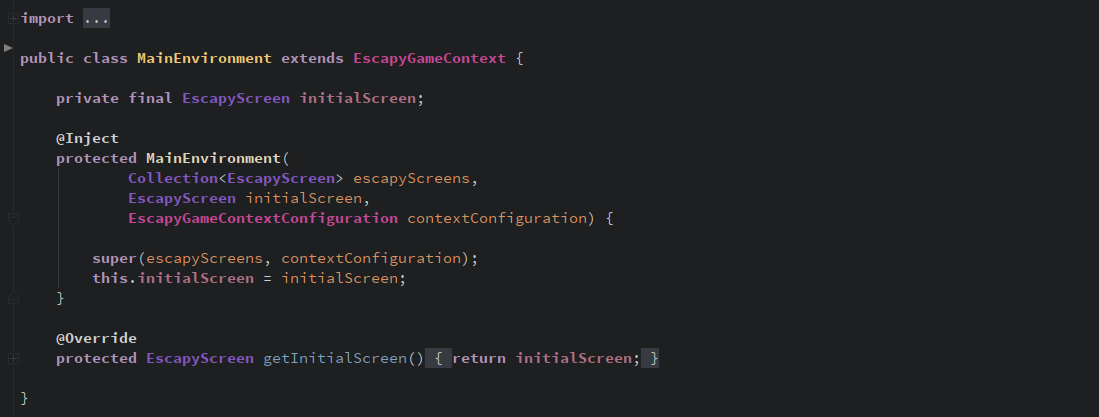 import ...
public class MainEnvironment extends EscapyGameContext {
    private final EscapyScreen initialScreen;
    @Inject
    protected MainEnvironment(
            Collection<EscapyScreen> escapyScreens,
            EscapyScreen initialScreen,
            EscapyGameContextConfiguration contextConfiguration) {
        super(escapyScreens, contextConfiguration);
        this.initialScreen = initialScreen;
    }
    @Override
    protected EscapyScreen getInitialScreen() { return initialScreen; }
}